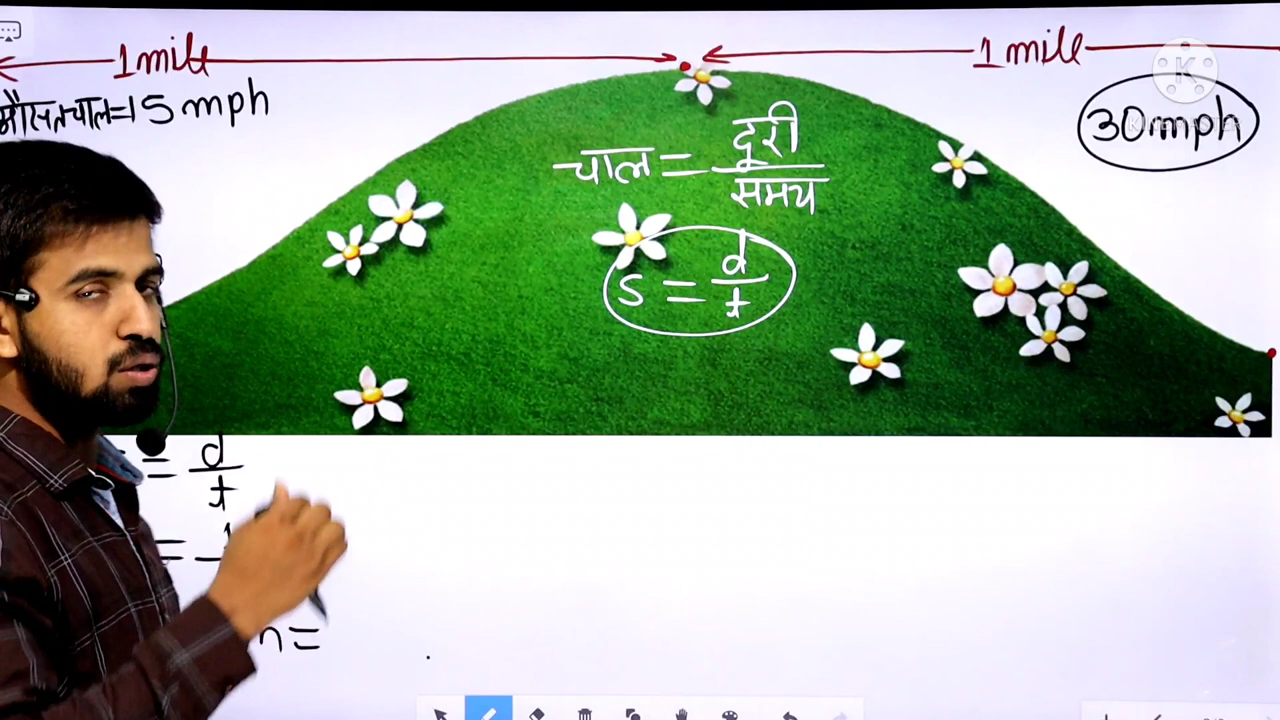 1 mile
1 mile
औसत चाल = 15 mph
30 mph
चाल = दूरी / समय
s = d / t
= d / t
=
n =